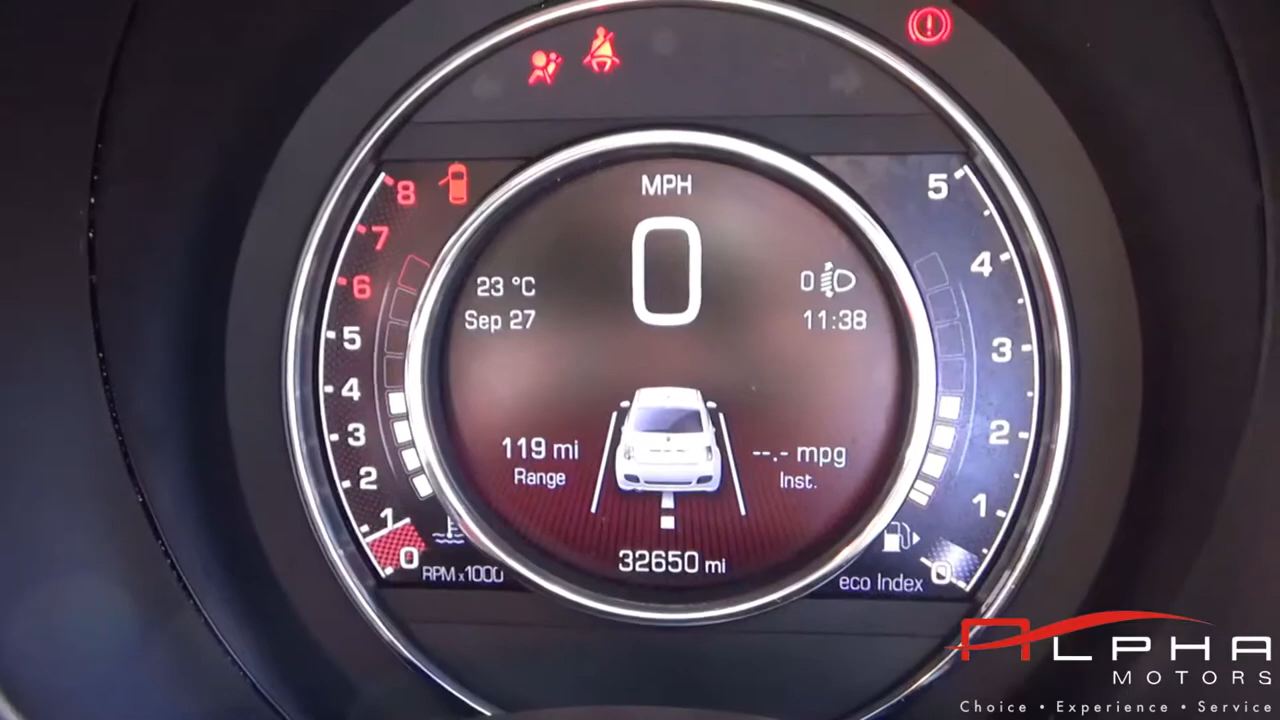 MPH
0
23 °C
Sep 27
0
11:38
119 mi
Range
--.- mpg
Inst.
32650 mi
8
7
6
5
4
3
2
1
0
RPM x1000
5
4
3
2
1
0
eco Index
ALPHA
MOTORS
Choice • Experience • Service